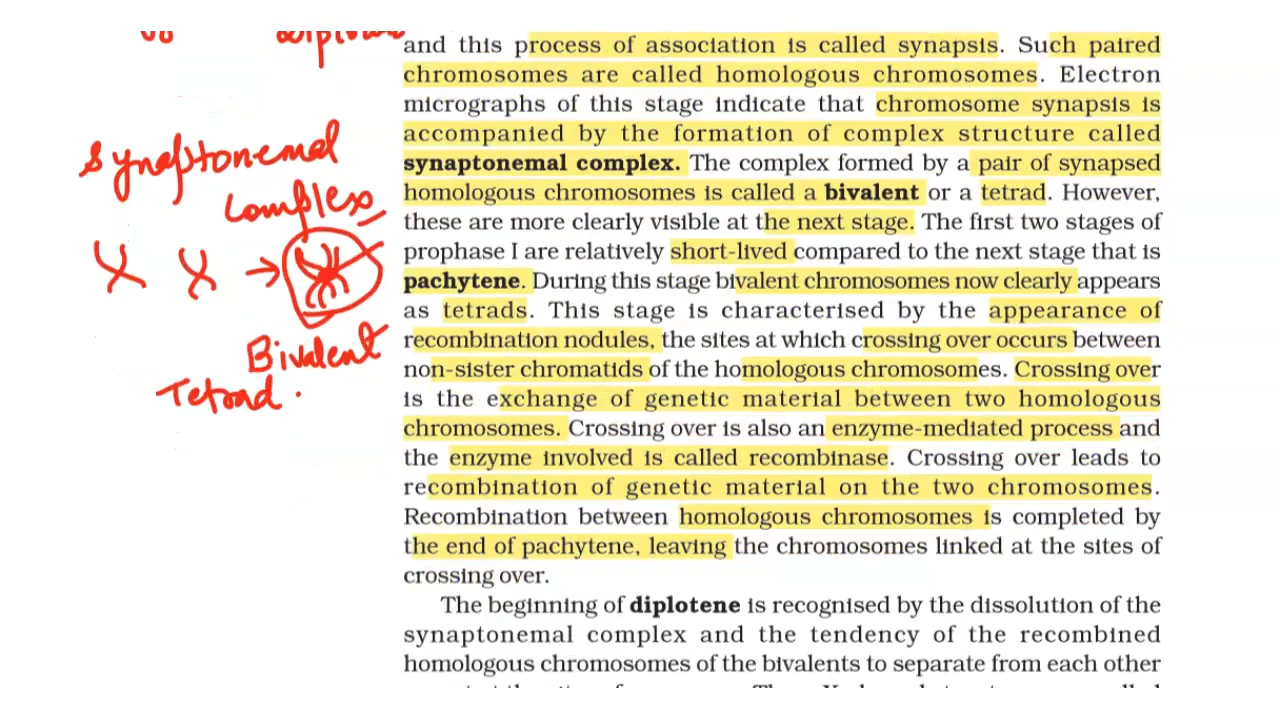 and this process of association is called synapsis. Such paired
chromosomes are called homologous chromosomes. Electron
micrographs of this stage indicate that chromosome synapsis is
accompanied by the formation of complex structure called
synaptonemal complex. The complex formed by a pair of synapsed
homologous chromosomes is called a bivalent or a tetrad. However,
these are more clearly visible at the next stage. The first two stages of
prophase I are relatively short-lived compared to the next stage that is
pachytene. During this stage bivalent chromosomes now clearly appears
as tetrads. This stage is characterised by the appearance of
recombination nodules, the sites at which crossing over occurs between
non-sister chromatids of the homologous chromosomes. Crossing over
is the exchange of genetic material between two homologous
chromosomes. Crossing over is also an enzyme-mediated process and
the enzyme involved is called recombinase. Crossing over leads to
recombination of genetic material on the two chromosomes.
Recombination between homologous chromosomes is completed by
the end of pachytene, leaving the chromosomes linked at the sites of
crossing over.
The beginning of diplotene is recognised by the dissolution of the
synaptonemal complex and the tendency of the recombined
homologous chromosomes of the bivalents to separate from each other
Synaptonemal
Complex
Bivalent
Tetrad.